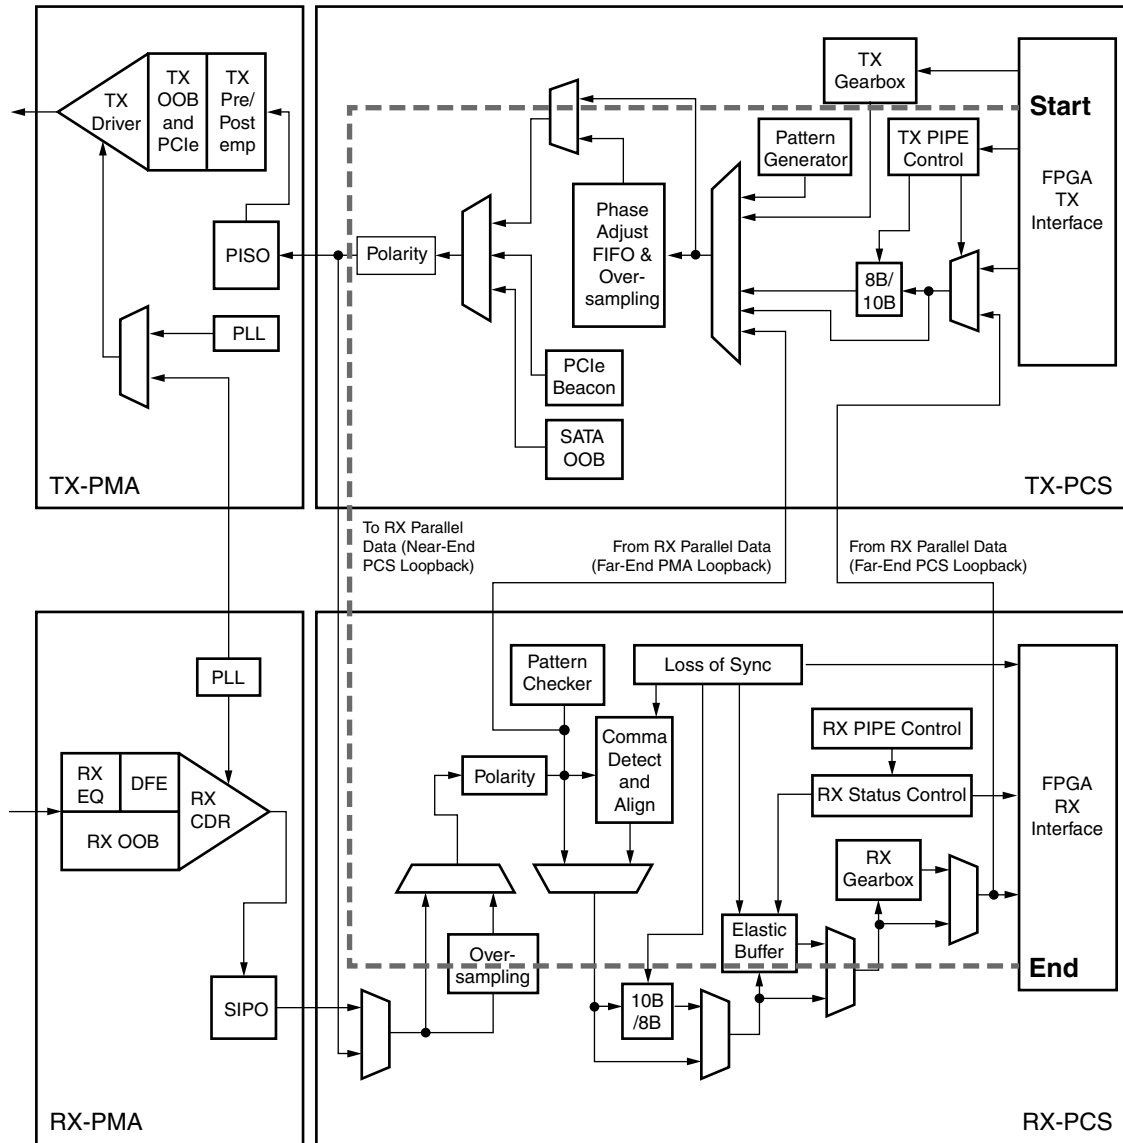 TX
Driver
TX
OOB
and
PCIe
TX
Pre/
Post
emp
PISO
PLL
TX-PMA
TX
Gearbox
Start
Pattern
Generator
TX PIPE
Control
FPGA
TX
Interface
Phase
Adjust
FIFO &
Over-
sampling
Polarity
8B/
10B
PCIe
Beacon
SATA
OOB
TX-PCS
To RX Parallel
Data (Near-End
PCS Loopback)
From RX Parallel Data
(Far-End PMA Loopback)
From RX Parallel Data
(Far-End PCS Loopback)
PLL
RX
EQ
DFE
RX
CDR
RX OOB
SIPO
RX-PMA
Pattern
Checker
Loss of Sync
Comma
Detect
and
Align
Polarity
RX PIPE Control
RX Status Control
FPGA
RX
Interface
RX
Gearbox
Elastic
Buffer
Over-
sampling
10B
/8B
End
RX-PCS